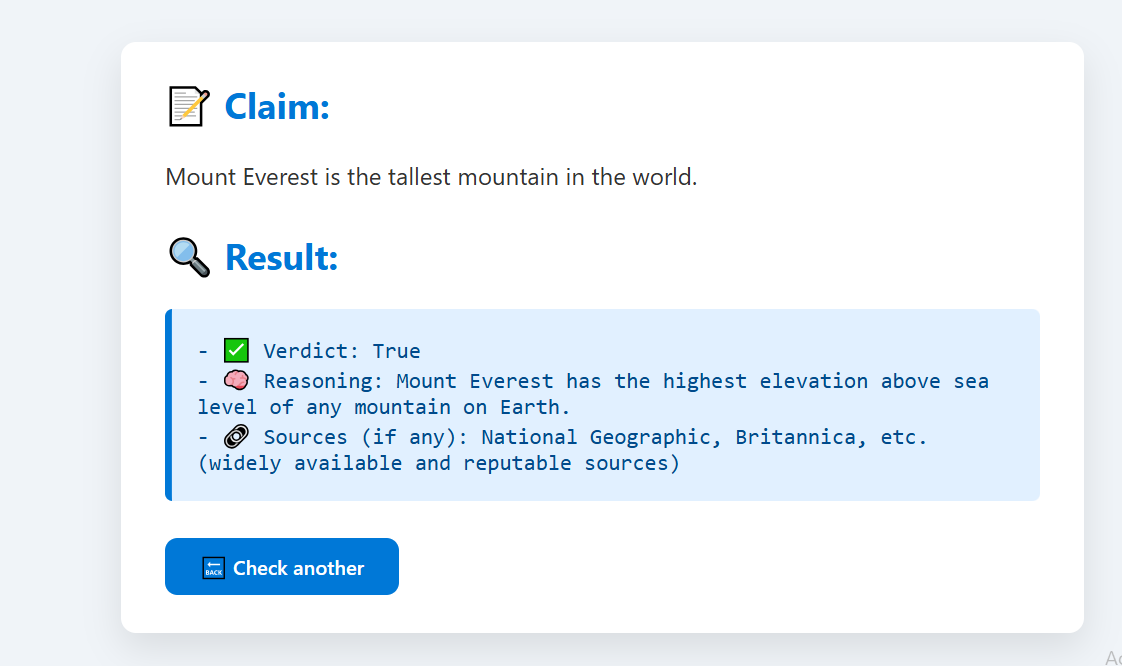 Claim:
Mount Everest is the tallest mountain in the world.
Result:
- ✅ Verdict: True
- 🧠 Reasoning: Mount Everest has the highest elevation above sea
level of any mountain on Earth.
- 🔗 Sources (if any): National Geographic, Britannica, etc.
(widely available and reputable sources)
BACK Check another